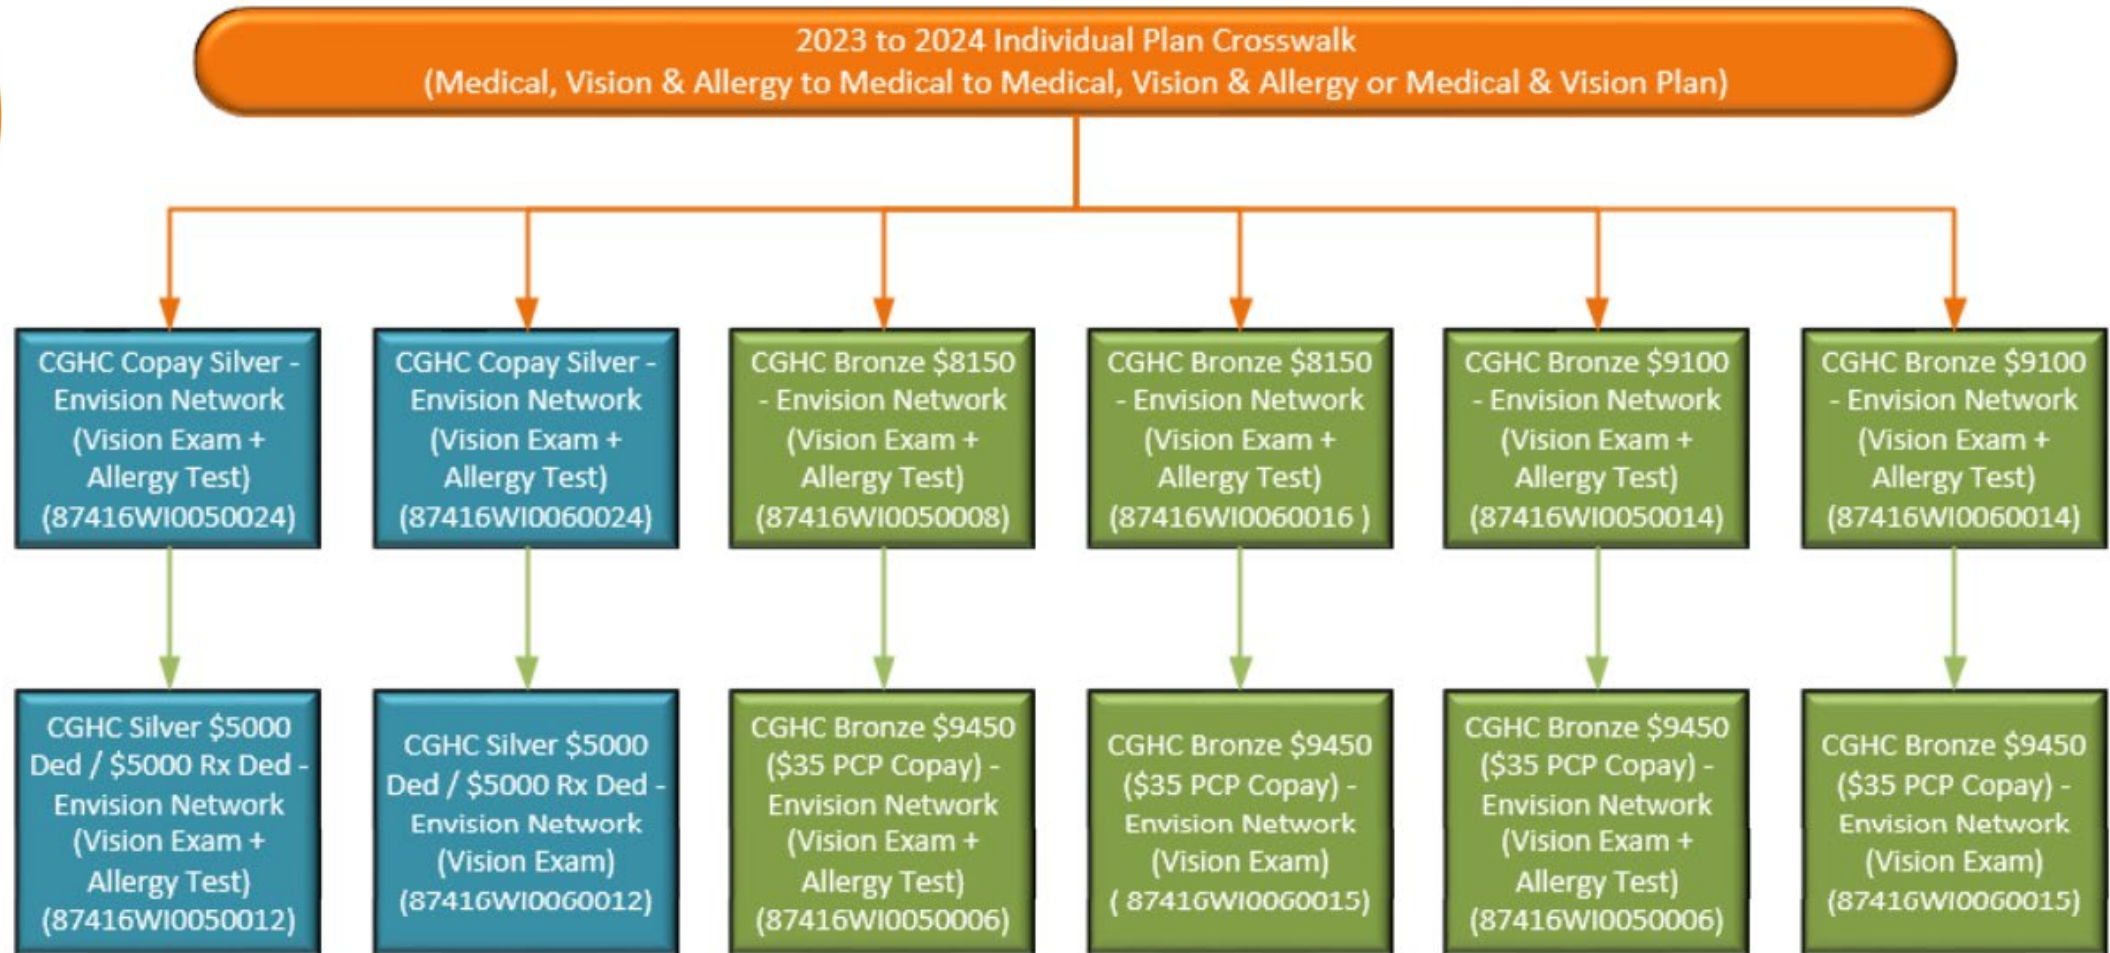 2023 to 2024 Individual Plan Crosswalk
(Medical, Vision & Allergy to Medical to Medical, Vision & Allergy or Medical & Vision Plan)
CGHC Copay Silver -
Envision Network
(Vision Exam +
Allergy Test)
(87416WI0050024)
CGHC Copay Silver -
Envision Network
(Vision Exam +
Allergy Test)
(87416WI0060024)
CGHC Bronze $8150
- Envision Network
(Vision Exam +
Allergy Test)
(87416WI0050008)
CGHC Bronze $8150
- Envision Network
(Vision Exam +
Allergy Test)
(87416WI0060016 )
CGHC Bronze $9100
- Envision Network
(Vision Exam +
Allergy Test)
(87416WI0050014)
CGHC Bronze $9100
- Envision Network
(Vision Exam +
Allergy Test)
(87416WI0060014)
CGHC Silver $5000
Ded / $5000 Rx Ded -
Envision Network
(Vision Exam +
Allergy Test)
(87416WI0050012)
CGHC Silver $5000
Ded / $5000 Rx Ded -
Envision Network
(Vision Exam)
(87416WI0060012)
CGHC Bronze $9450
($35 PCP Copay) -
Envision Network
(Vision Exam +
Allergy Test)
(87416WI0050006)
CGHC Bronze $9450
($35 PCP Copay) -
Envision Network
(Vision Exam)
( 87416WI0060015)
CGHC Bronze $9450
($35 PCP Copay) -
Envision Network
(Vision Exam +
Allergy Test)
(87416WI0050006)
CGHC Bronze $9450
($35 PCP Copay) -
Envision Network
(Vision Exam)
(87416WI0060015)